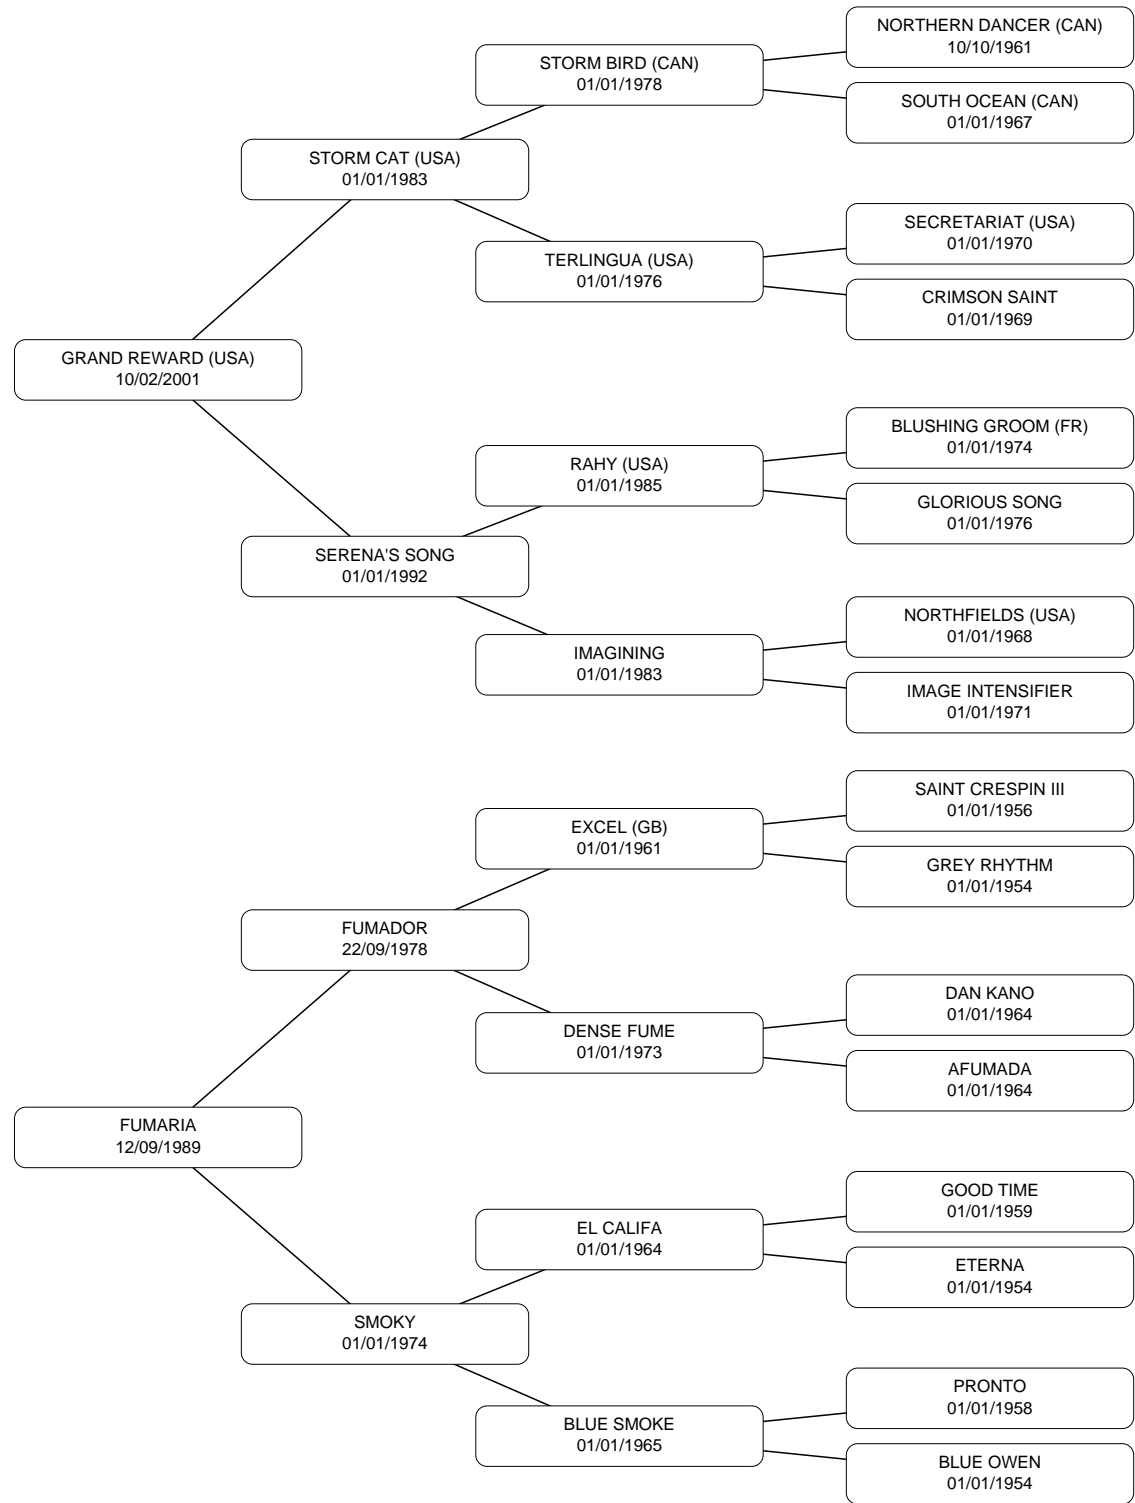 NORTHERN DANCER (CAN)
10/10/1961
STORM BIRD (CAN)
01/01/1978
SOUTH OCEAN (CAN)
01/01/1967
STORM CAT (USA)
01/01/1983
SECRETARIAT (USA)
01/01/1970
TERLINGUA (USA)
01/01/1976
CRIMSON SAINT
01/01/1969
GRAND REWARD (USA)
10/02/2001
BLUSHING GROOM (FR)
01/01/1974
RAHY (USA)
01/01/1985
GLORIOUS SONG
01/01/1976
SERENA'S SONG
01/01/1992
NORTHFIELDS (USA)
01/01/1968
IMAGINING
01/01/1983
IMAGE INTENSIFIER
01/01/1971
SAINT CRESPIN III
01/01/1956
EXCEL (GB)
01/01/1961
GREY RHYTHM
01/01/1954
FUMADOR
22/09/1978
DAN KANO
01/01/1964
DENSE FUME
01/01/1973
AFUMADA
01/01/1964
FUMARIA
12/09/1989
GOOD TIME
01/01/1959
EL CALIFA
01/01/1964
ETERNA
01/01/1954
SMOKY
01/01/1974
PRONTO
01/01/1958
BLUE SMOKE
01/01/1965
BLUE OWEN
01/01/1954